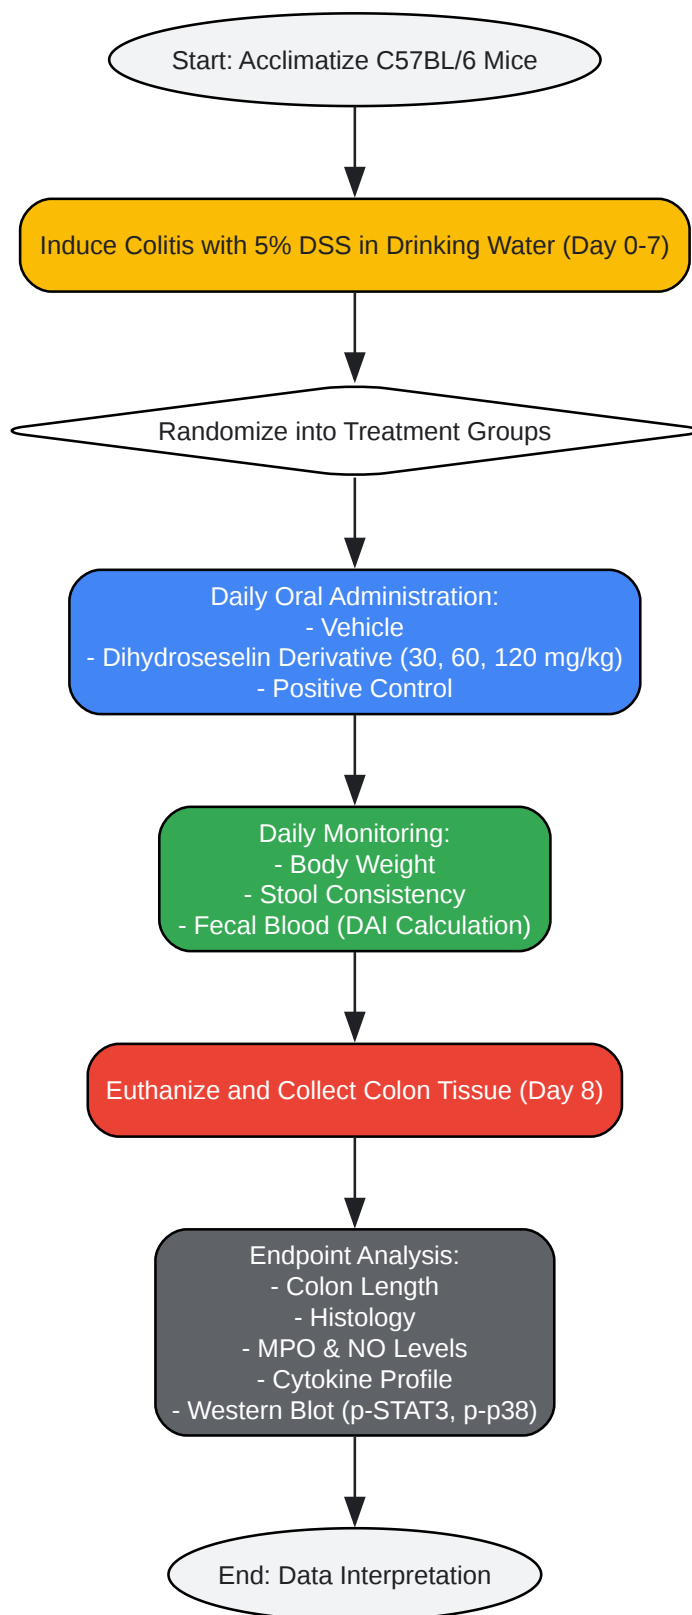 Start: Acclimatize C57BL/6 Mice
Induce Colitis with 5% DSS in Drinking Water (Day 0-7)
Randomize into Treatment Groups
Daily Oral Administration:
- Vehicle
- Dihydroseselin Derivative (30, 60, 120 mg/kg)
- Positive Control
Daily Monitoring:
- Body Weight
- Stool Consistency
- Fecal Blood (DAI Calculation)
Euthanize and Collect Colon Tissue (Day 8)
Endpoint Analysis:
- Colon Length
- Histology
- MPO & NO Levels
- Cytokine Profile
- Western Blot (p-STAT3, p-p38)
End: Data Interpretation